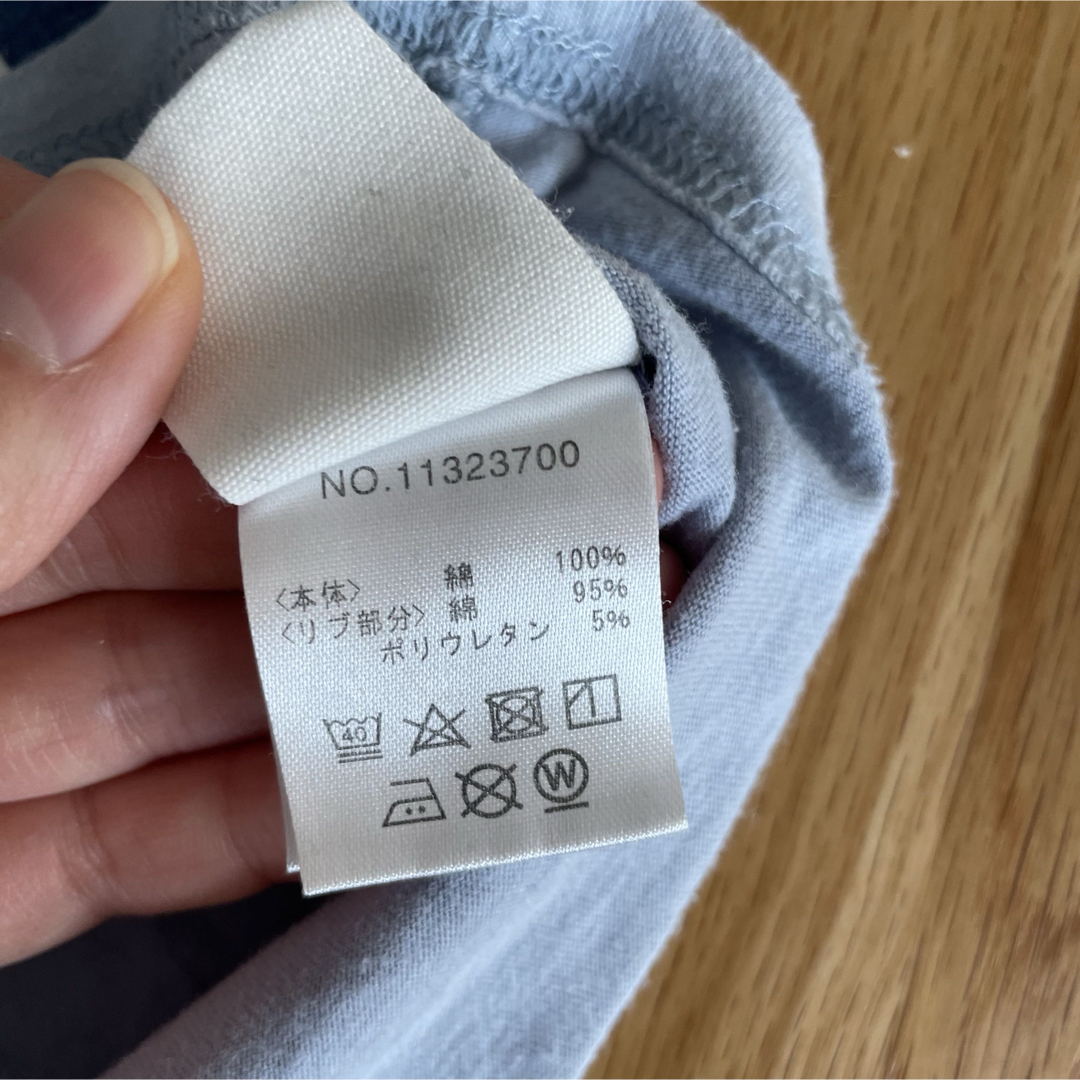 NO.11323700
〈本体〉 綿 100%
〈リブ部分〉 綿 95%
ポリウレタン 5%
40
W